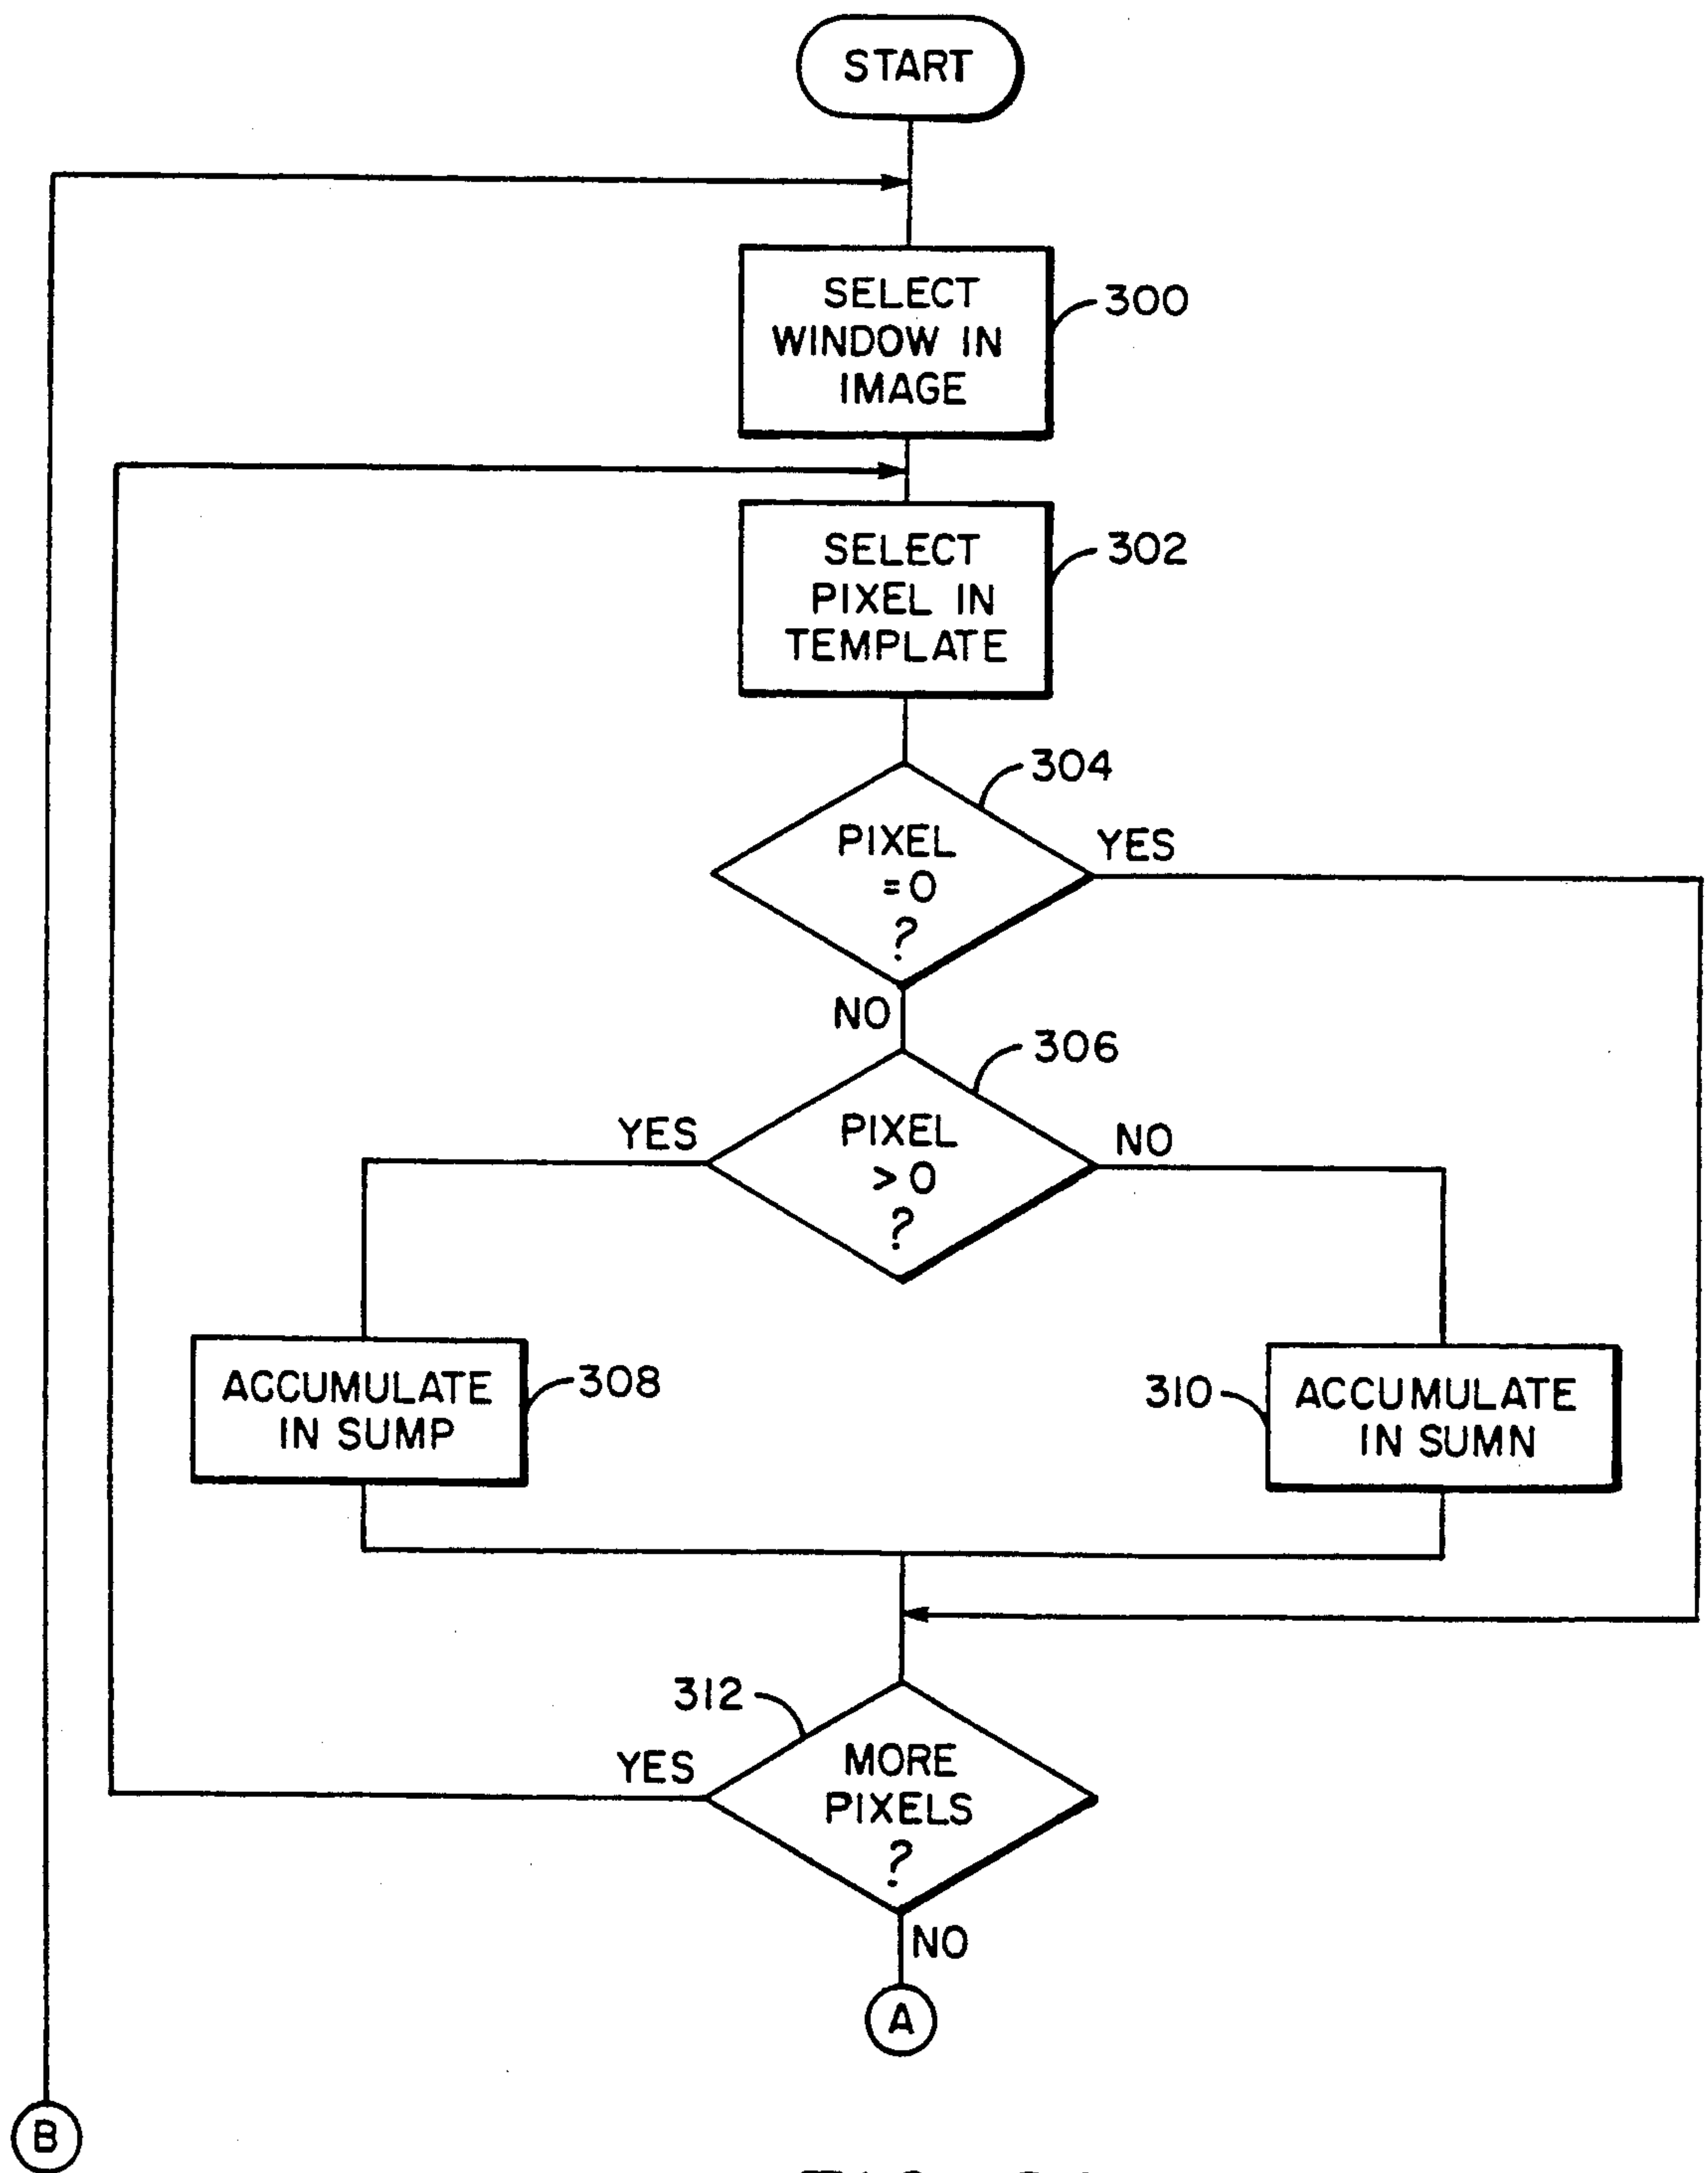 START
SELECT
WINDOW IN
IMAGE
300
SELECT
PIXEL IN
TEMPLATE
302
304
PIXEL
=0
?
YES
NO
306
PIXEL
>0
?
YES
NO
ACCUMULATE
IN SUMP
308
310
ACCUMULATE
IN SUMN
312
MORE
PIXELS
?
YES
NO
A
B